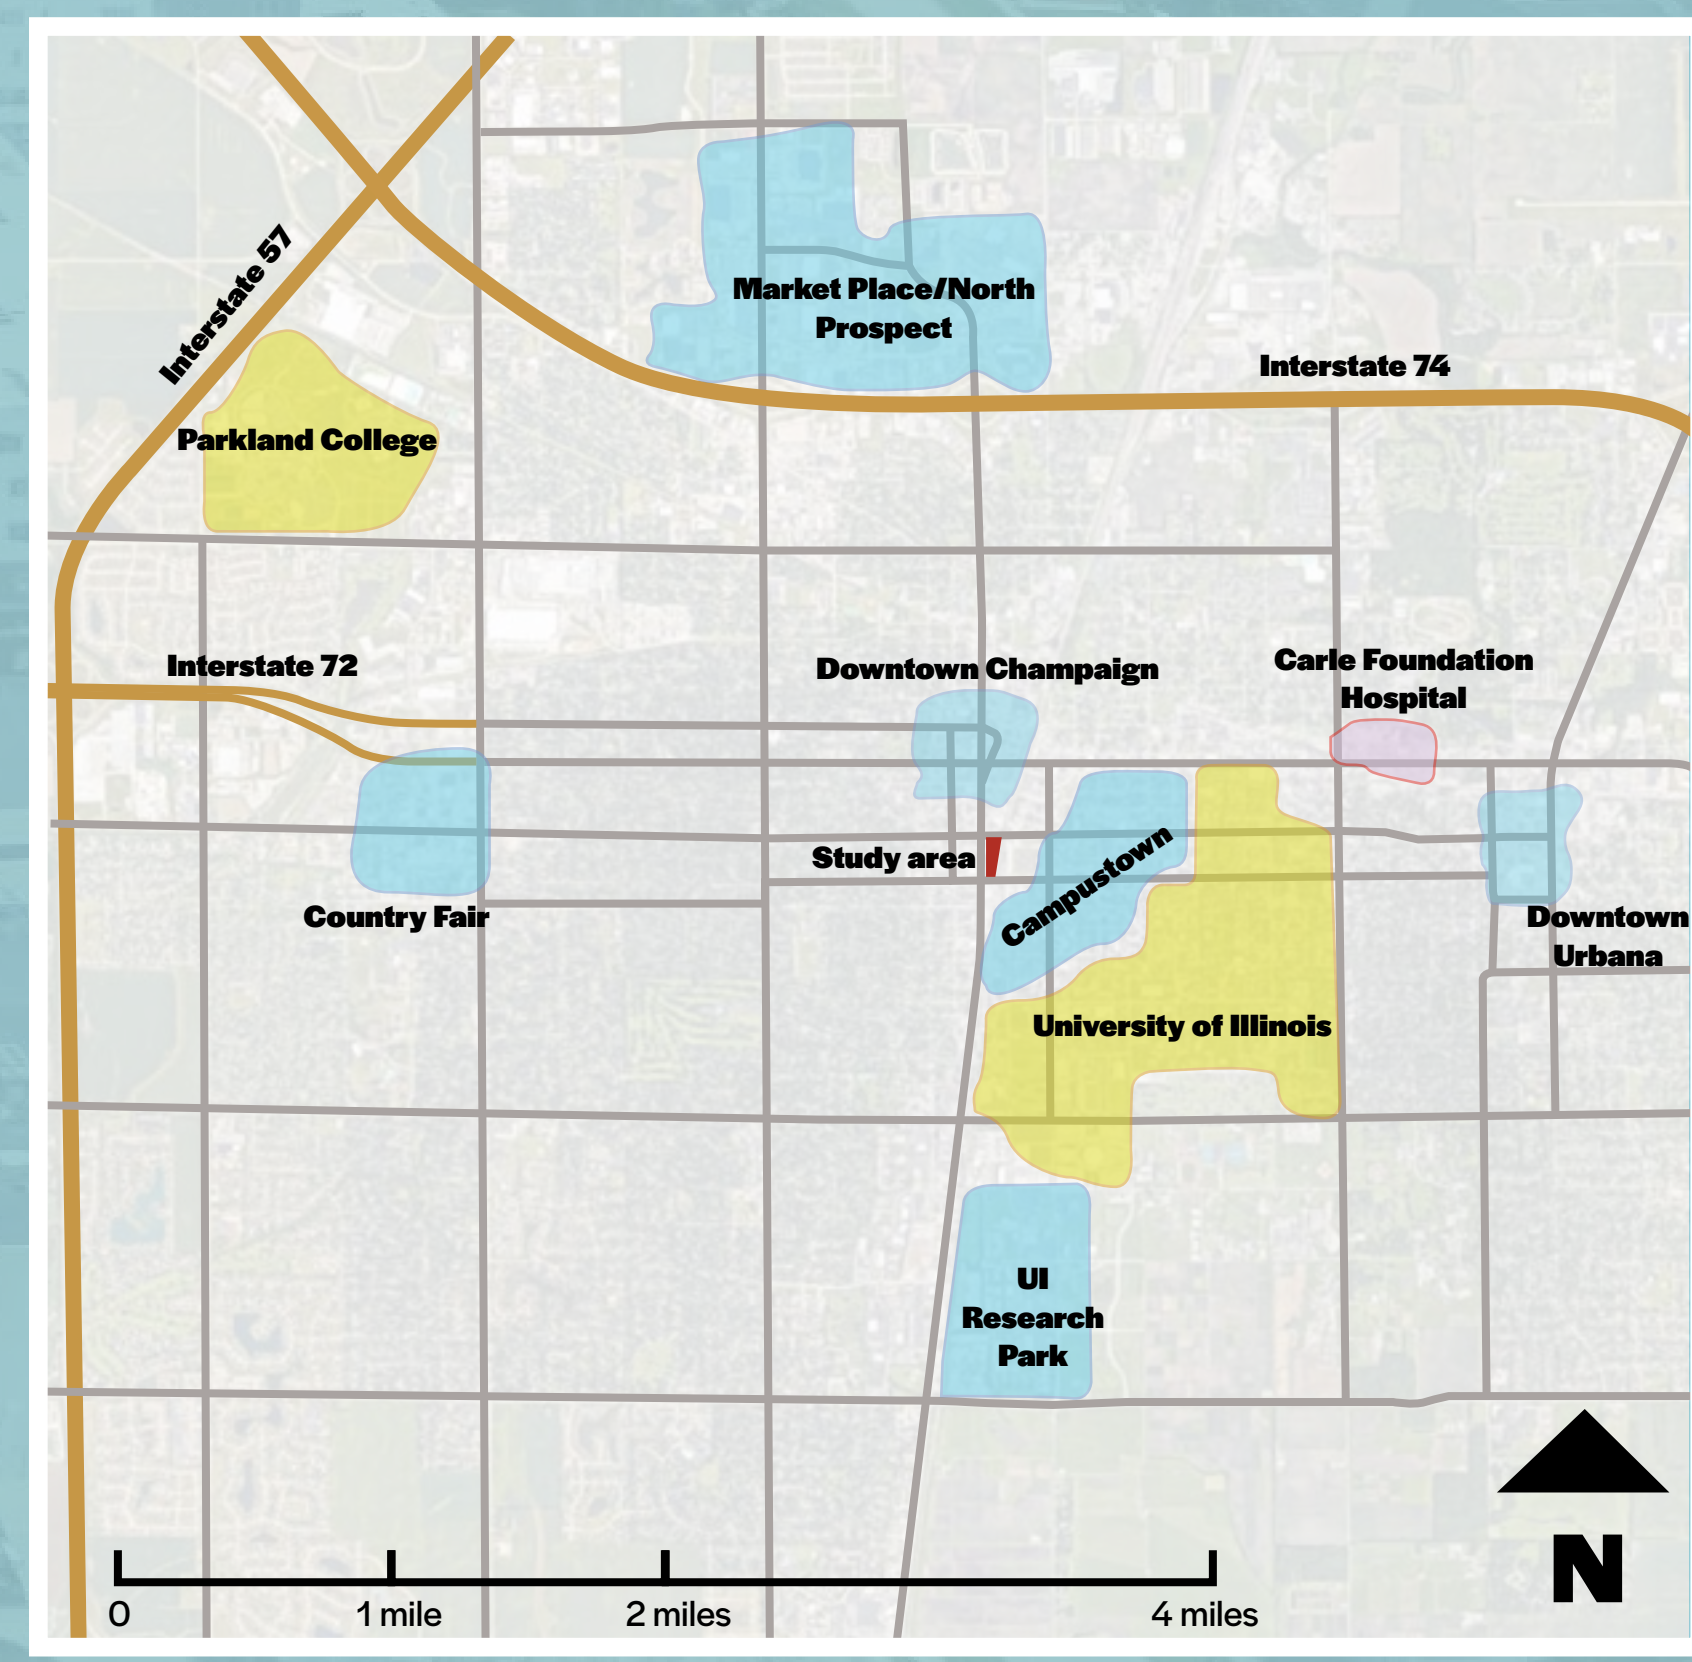 Interstate 57
Market Place/North
Prospect
Interstate 74
Parkland College
Interstate 72
Downtown Champaign
Carle Foundation
Hospital
Study area
Campustown
Country Fair
Downtown
Urbana
University of Illinois
UI
Research
Park
N
0
1 mile
2 miles
4 miles